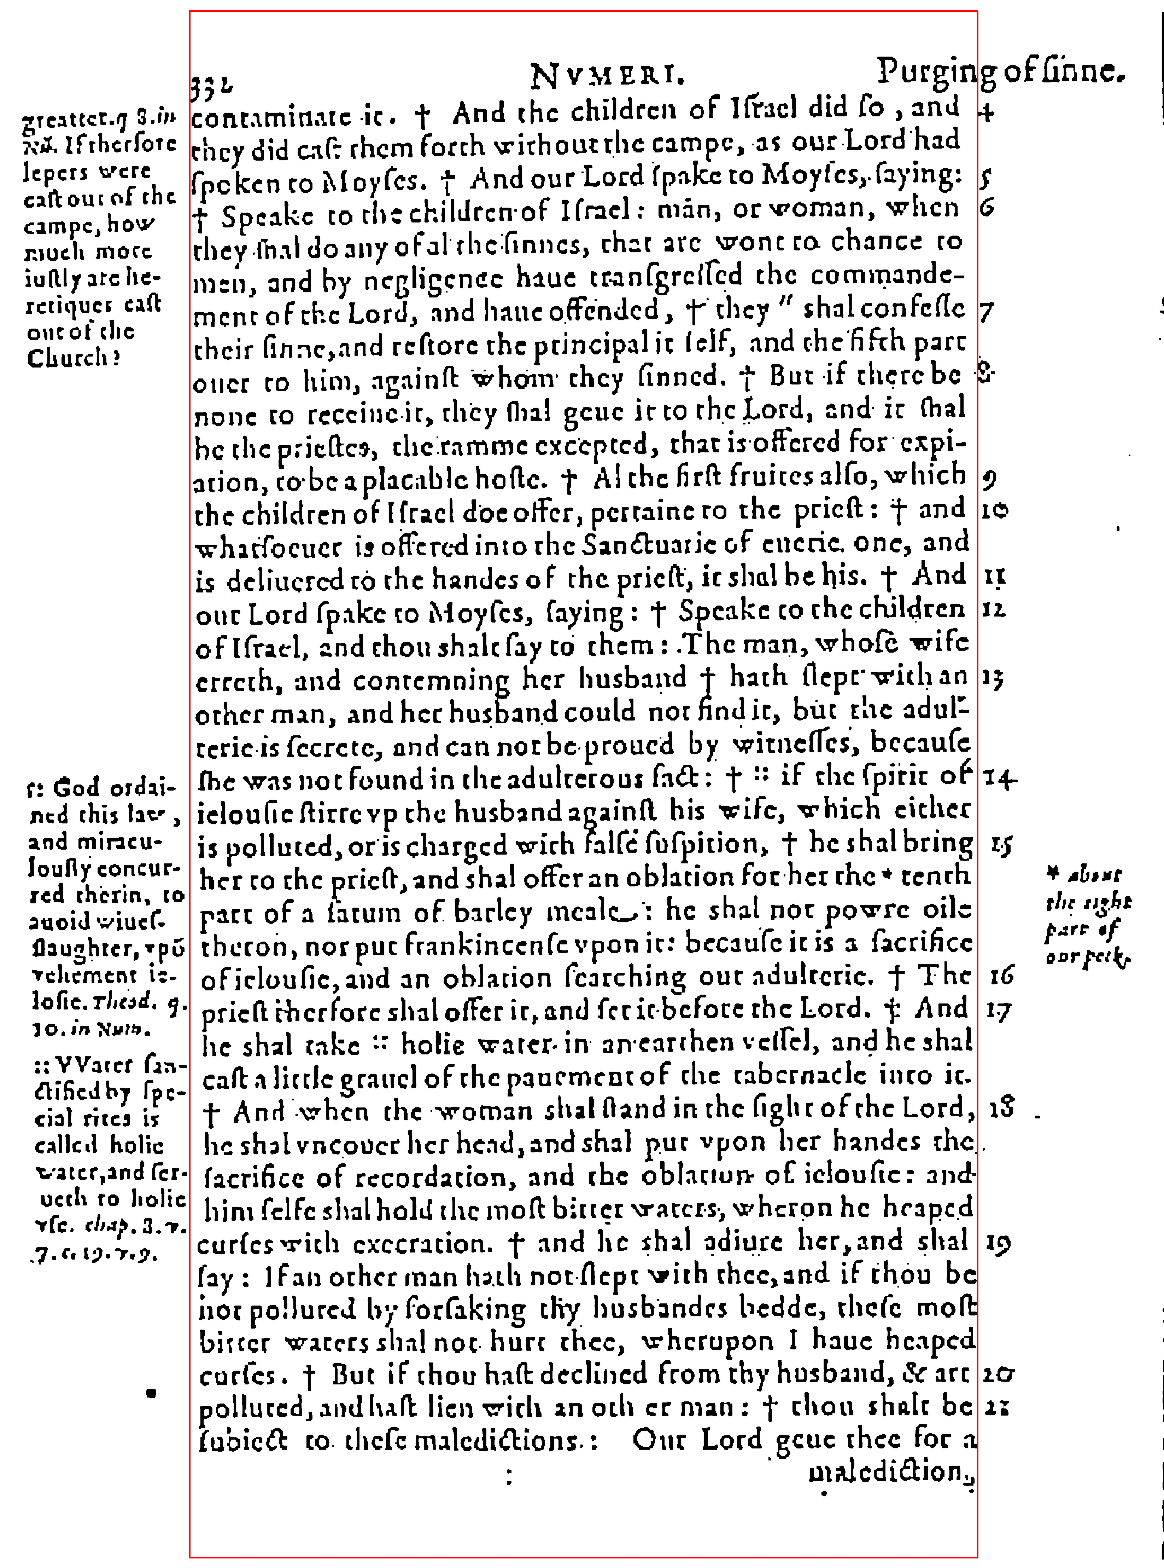 332 NVMERI. Purging of ſinne.
contaminate it. † And the children of Iſrael did ſo, and 4
they did caſt them forth without the campe, as our Lord had
ſpoken to Moyſes. † And our Lord ſpake to Moyſes, ſaying: 5
† Speake to the children of Iſrael: man, or woman, when 6
they ſhal do any of al the ſinnes, that are wont to chance to
men, and by negligence haue tranſgreſſed the commande-
ment of the Lord, and haue offended, † they " shal confeſſe 7
their ſinne, and reſtore the principal it ſelf, and the fifth part
ouer to him, againſt whom they ſinned. † But if there be 8
none to receiue it, they ſhal geue it to the Lord, and it ſhal
be the prieſtes, the ramme excepted, that is offered for expi-
ation, to be a placable hoſte. † Al the firſt fruites alſo, which 9
the children of Iſrael doe offer, pertaine to the prieſt: † and 10
whatſoeuer is offered into the Sanctuarie of euerie one, and
is deliuered to the handes of the prieſt, it shal be his. † And 11
our Lord ſpake to Moyſes, ſaying: † Speake to the children 12
of Iſrael, and thou shalt ſay to them: The man, whoſe wife
erreth, and contemning her husband † hath ſlept with an 13
other man, and her husband could not find it, but the adul-
terie is ſecrete, and can not be proued by witneſſes, becauſe
ſhe was not found in the adulterous fact: † :: if the ſpirit of 14
ielouſie ſtirre vp the husband againſt his wife, which either
is polluted, or is charged with falſe ſuſpition, † he shal bring 15
her to the prieſt, and shal offer an oblation for her the * tenth
part of a ſatum of barley meale: he shal not powre oile
theron, nor put frankincenſe vpon it: becauſe it is a ſacrifice
of ielouſie, and an oblation ſearching out adulterie. † The 16
prieſt therfore shal offer it, and ſet it before the Lord. † And 17
he shal take :: holie water in an earthen veſſel, and he shal
caſt a little grauel of the pauement of the tabernacle into it.
† And when the woman shal ſtand in the ſight of the Lord, 18
he shal vncouer her head, and shal put vpon her handes the
ſacrifice of recordation, and the oblation of ielouſie: and
him ſelfe shal hold the moſt bitter waters, wheron he heaped
curſes with execration. † and he shal adiure her, and shal 19
ſay: If an other man hath not ſlept with thee, and if thou be
not polluted by forſaking thy husbandes bedde, theſe moſt
bitter waters shal not hurt thee, wherupon I haue heaped
curſes. † But if thou haſt declined from thy husband, & art 20
polluted, and haſt lien with an oth er man: † thou shalt be 21
ſubiect to theſe maledictions: Our Lord geue thee for a
malediction,
greatter. q 8. in
If therfore
lepers were
caſt out of the
campe, how
much more
iuſtly are he-
retiques caſt
out of the
Church?
:: God ordai-
ned this law,
and miracu-
louſly concur-
red therin, to
auoid wiueſ-
ſlaughter, vpõ
vehement ie-
loſie. Theod. q.
10. in Num.
:: VVater ſan-
ctified by ſpe-
cial rites is
called holie
water, and ſer-
ueth to holie
vſe. chap. 8. v.
7. c. 19. v. 9.
* about
the eight
part of
our peck.